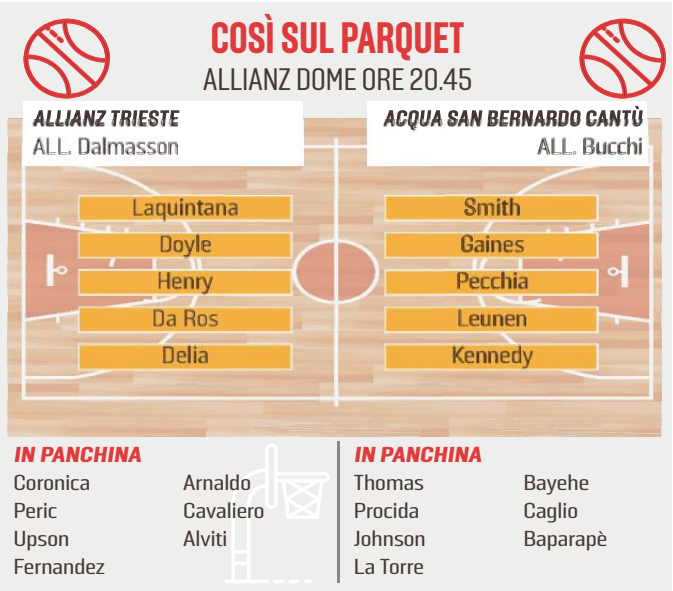 COSÌ SUL PARQUET
ALLIANZ DOME ORE 20.45
ALLIANZ TRIESTE
ALL. Dalmasson
ACQUA SAN BERNARDO CANTÙ
ALL. Bucchi
Laquintana
Doyle
Henry
Da Ros
Delia
Smith
Gaines
Pecchia
Leunen
Kennedy
IN PANCHINA
Coronica
Peric
Upson
Fernandez
Arnaldo
Cavaliero
Alviti
IN PANCHINA
Thomas
Procida
Johnson
La Torre
Bayehe
Caglio
Baparapè